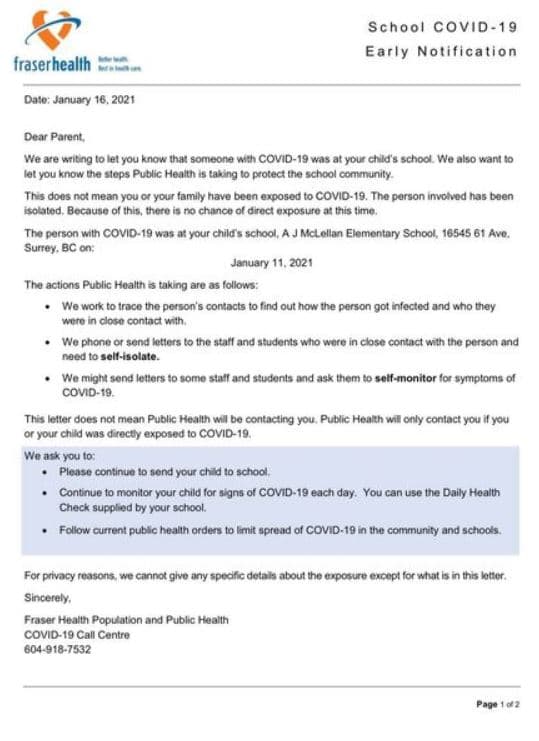 School COVID-19
Early Notification
fraserhealth
Better health.
Best in health care.
Date: January 16, 2021
Dear Parent,
We are writing to let you know that someone with COVID-19 was at your child's school. We also want to
let you know the steps Public Health is taking to protect the school community.
This does not mean you or your family have been exposed to COVID-19. The person involved has been
isolated. Because of this, there is no chance of direct exposure at this time.
The person with COVID-19 was at your child's school, A J McLellan Elementary School, 16545 61 Ave,
Surrey, BC on:
January 11, 2021
The actions Public Health is taking are as follows:
• We work to trace the person's contacts to find out how the person got infected and who they
were in close contact with.
• We phone or send letters to the staff and students who were in close contact with the person and
need to self-isolate.
• We might send letters to some staff and students and ask them to self-monitor for symptoms of
COVID-19.
This letter does not mean Public Health will be contacting you. Public Health will only contact you if you
or your child was directly exposed to COVID-19.
We ask you to:
• Please continue to send your child to school.
• Continue to monitor your child for signs of COVID-19 each day. You can use the Daily Health
Check supplied by your school.
• Follow current public health orders to limit spread of COVID-19 in the community and schools.
For privacy reasons, we cannot give any specific details about the exposure except for what is in this letter.
Sincerely,
Fraser Health Population and Public Health
COVID-19 Call Centre
604-918-7532
Page 1 of 2